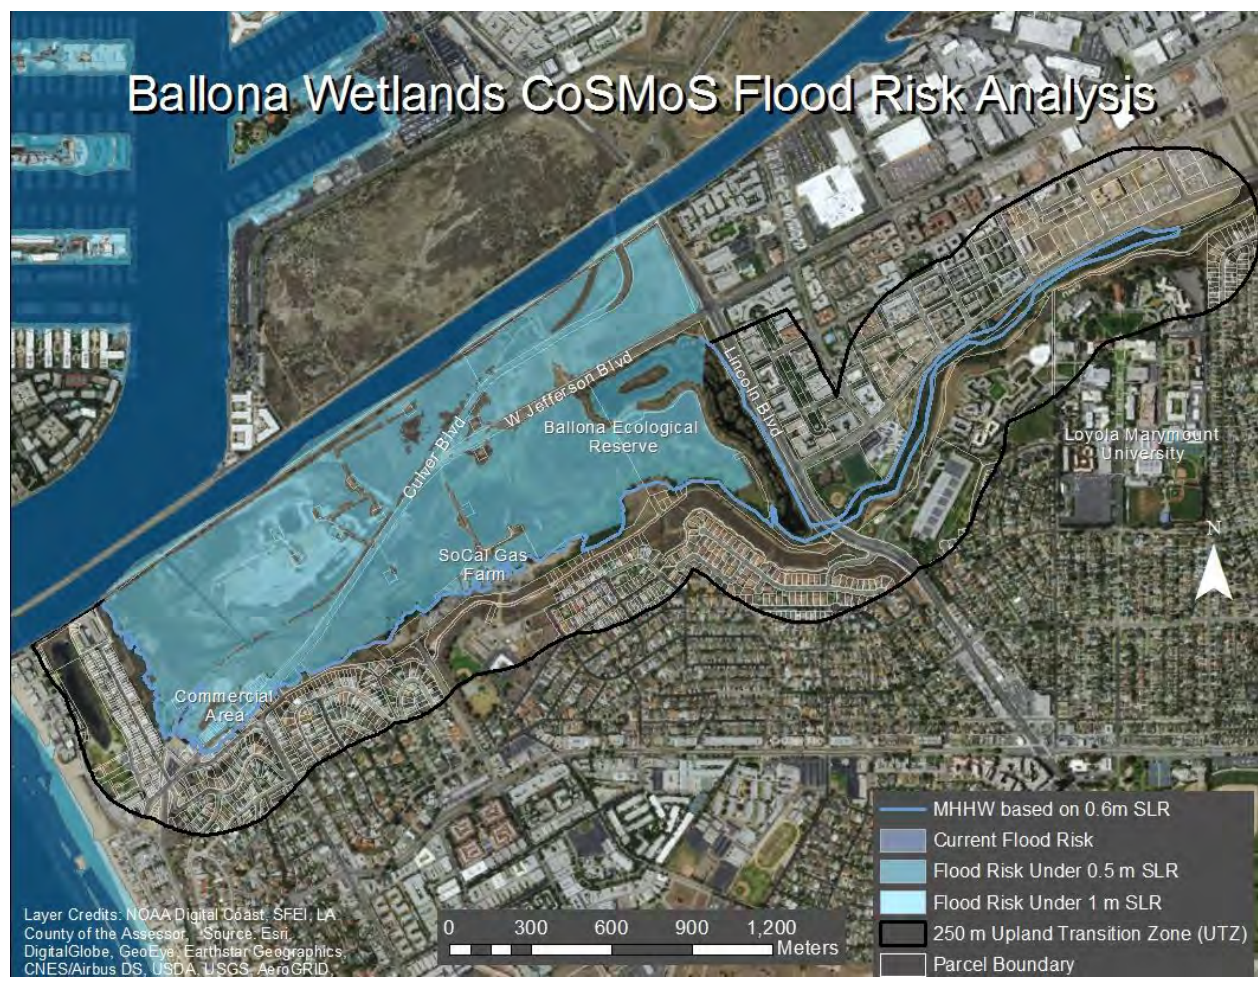 Ballona Wetlands CoSMoS Flood Risk Analysis
Lincoln Blvd
W Jefferson Blvd
Culver Blvd
Ballona Ecological
Reserve
Loyola Marymount
University
N
SoCal Gas
Farm
Commercial
Area
MHHW based on 0.6m SLR
Current Flood Risk
Flood Risk Under 0.5 m SLR
Flood Risk Under 1 m SLR
250 m Upland Transition Zone (UTZ)
Parcel Boundary
0 300 600 900 1,200
Meters
Layer Credits: NOAA Digital Coast, SFEI, LA
County of the Assessor, Source: Esri,
DigitalGlobe, GeoEye, Earthstar Geographics,
CNES/Airbus DS, USDA, USGS, AeroGRID,